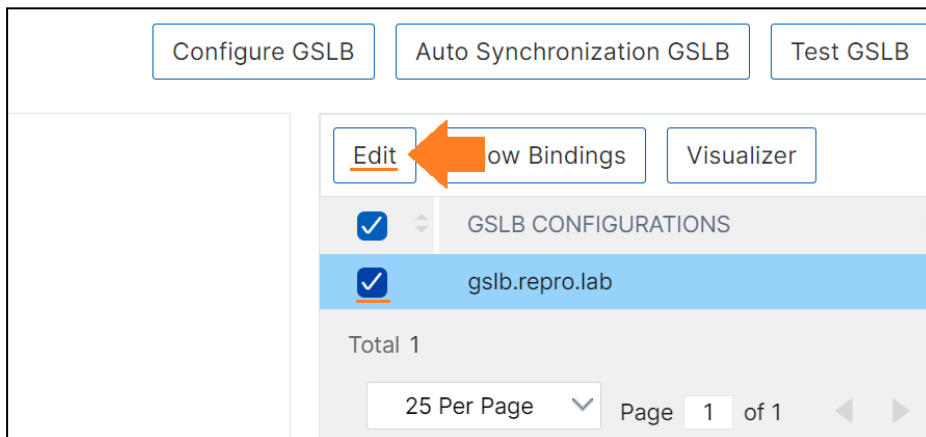 Configure GSLB Auto Synchronization GSLB Test GSLB
Edit ow Bindings Visualizer
GSLB CONFIGURATIONS
gslb.repro.lab
Total 1
25 Per Page Page 1 of 1